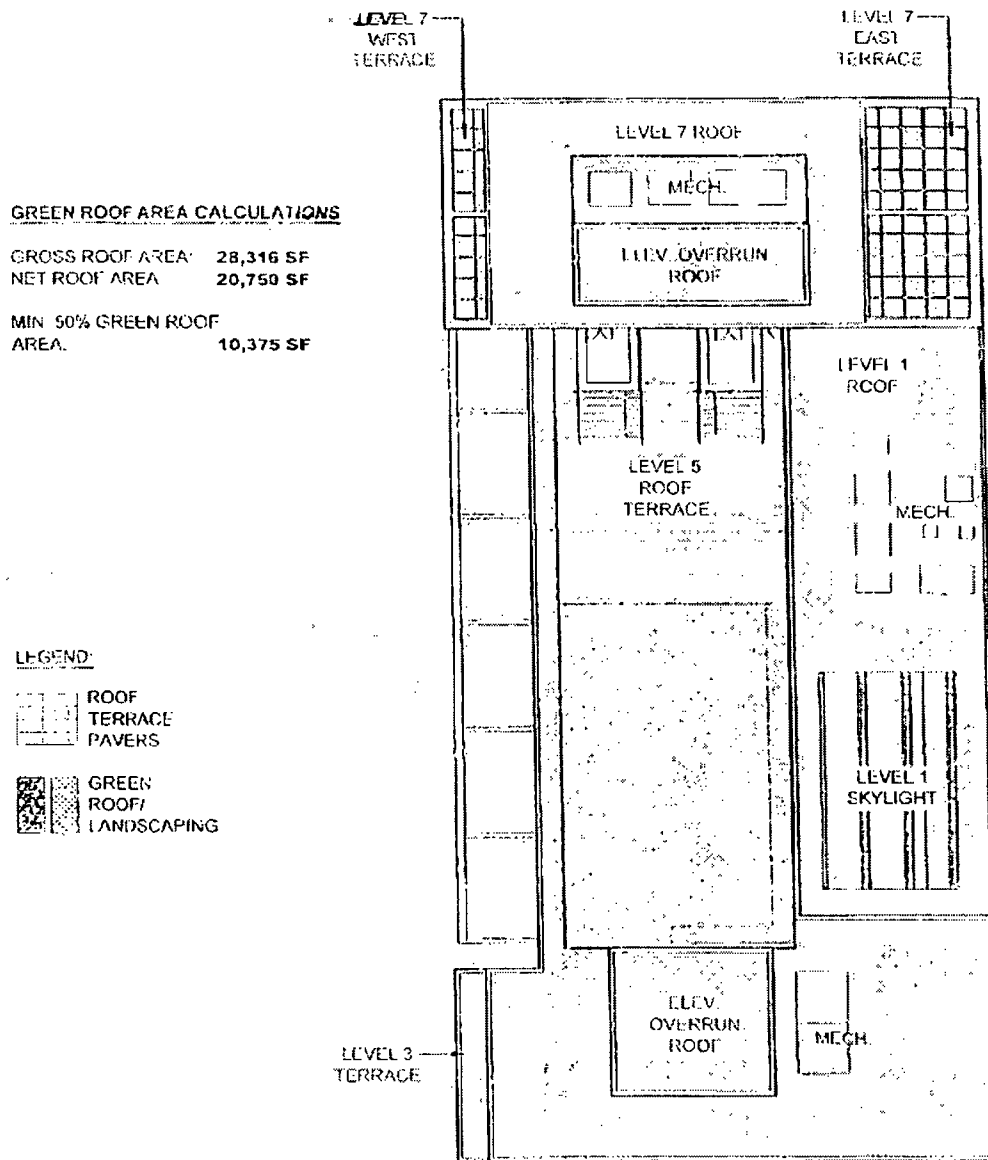 LEVEL 7
WEST
TERRACE
LEVEL 7
EAST
TERRACE
LEVEL 7 ROOF
MECH.
ELEV. OVERRUN
ROOF
GREEN ROOF AREA CALCULATIONS
GROSS ROOF AREA: 28,316 SF
NET ROOF AREA 20,750 SF
MIN 50% GREEN ROOF
AREA. 10,375 SF
LEVEL 1
ROOF
LEVEL 5
ROOF
TERRACE
MECH.
LEGEND:
ROOF
TERRACE
PAVERS
GREEN
ROOF/
LANDSCAPING
LEVEL 1
SKYLIGHT
ELEV.
OVERRUN
ROOF
MECH.
LEVEL 3
TERRACE